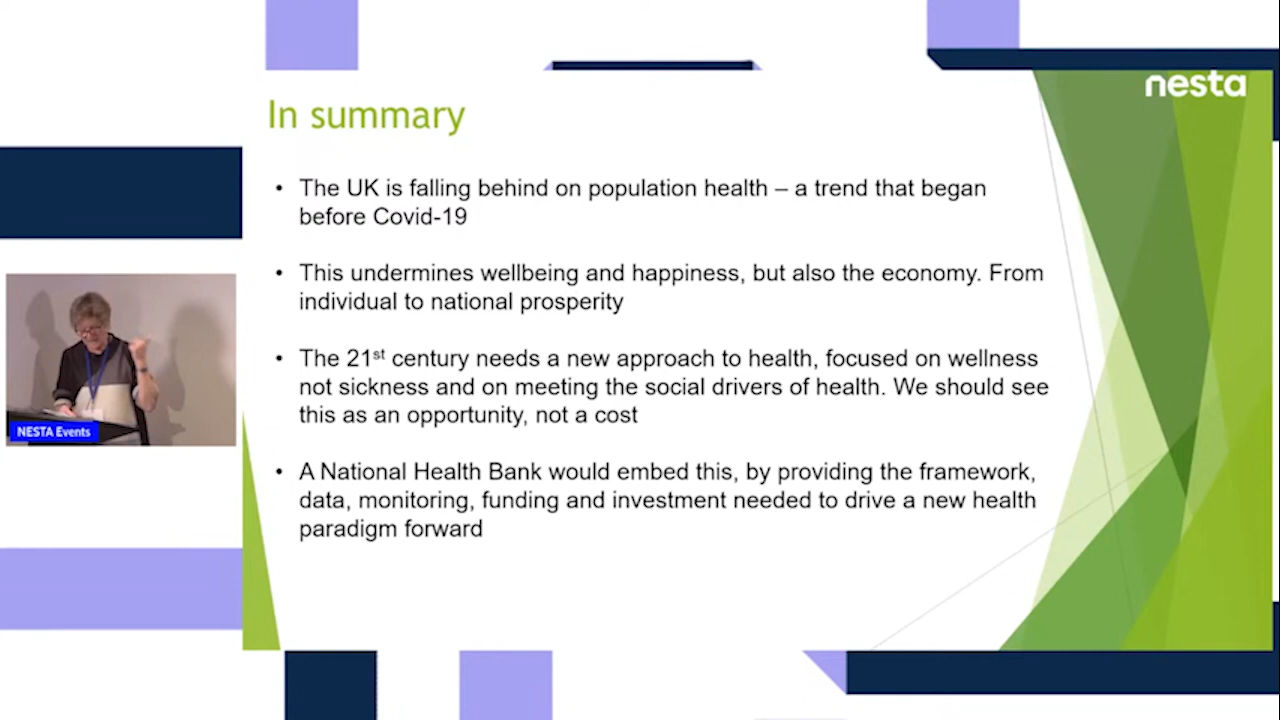 nesta
In summary
• The UK is falling behind on population health – a trend that began
before Covid-19
• This undermines wellbeing and happiness, but also the economy. From
individual to national prosperity
• The 21st century needs a new approach to health, focused on wellness
not sickness and on meeting the social drivers of health. We should see
this as an opportunity, not a cost
• A National Health Bank would embed this, by providing the framework,
data, monitoring, funding and investment needed to drive a new health
paradigm forward
NESTA Events